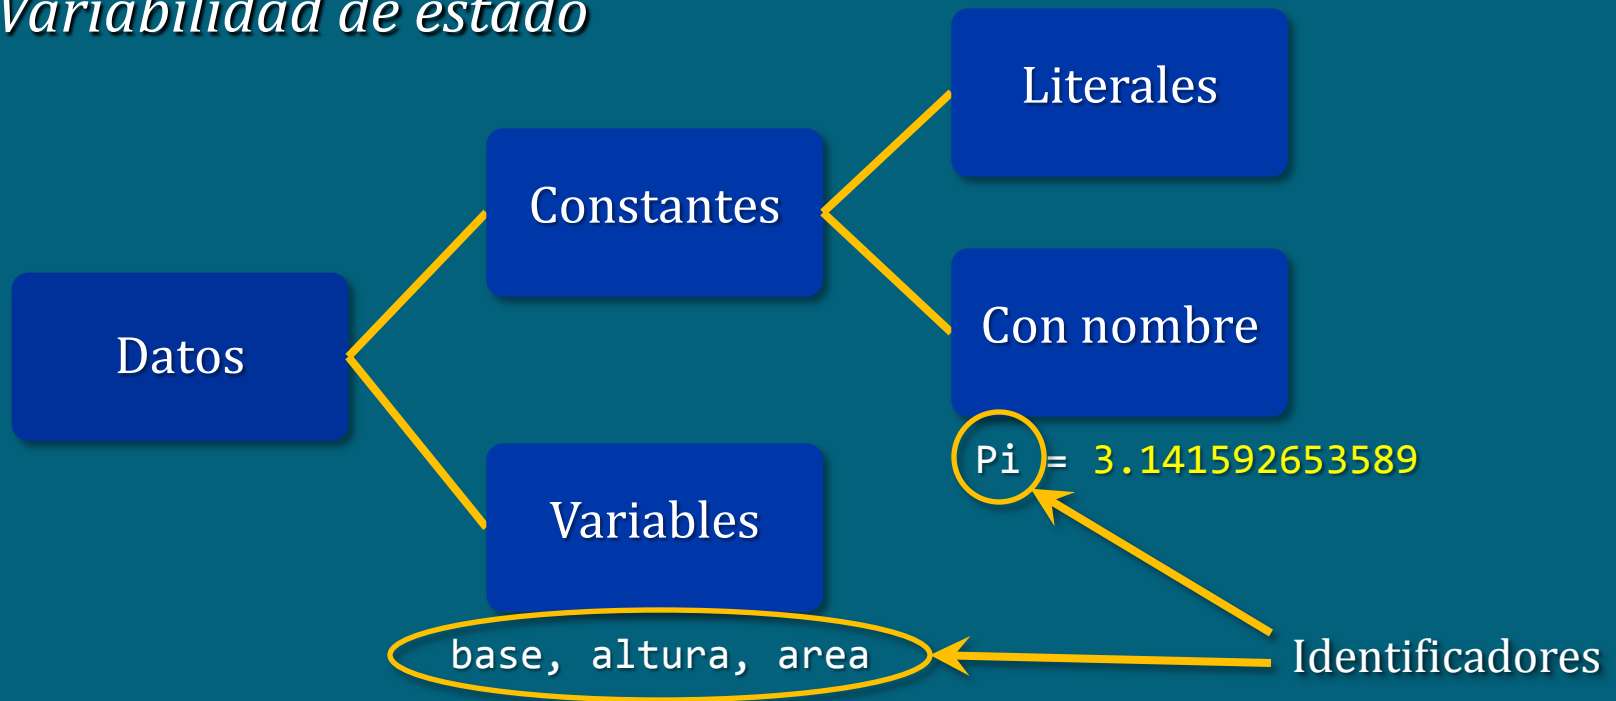 Variabilidad de estado
Literales
Constantes
Con nombre
Datos
Pi = 3.141592653589
Variables
base, altura, area
Identificadores